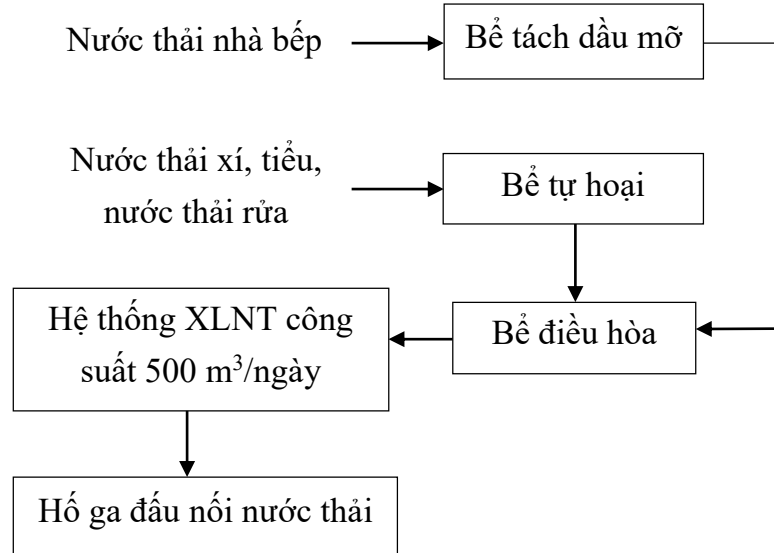 Nước thải nhà bếp
Bể tách dầu mỡ
Nước thải xí, tiểu,
nước thải rửa
Bể tự hoại
Hệ thống XLNT công
suất 500 m³/ngày
Bể điều hòa
Hố ga đấu nối nước thải